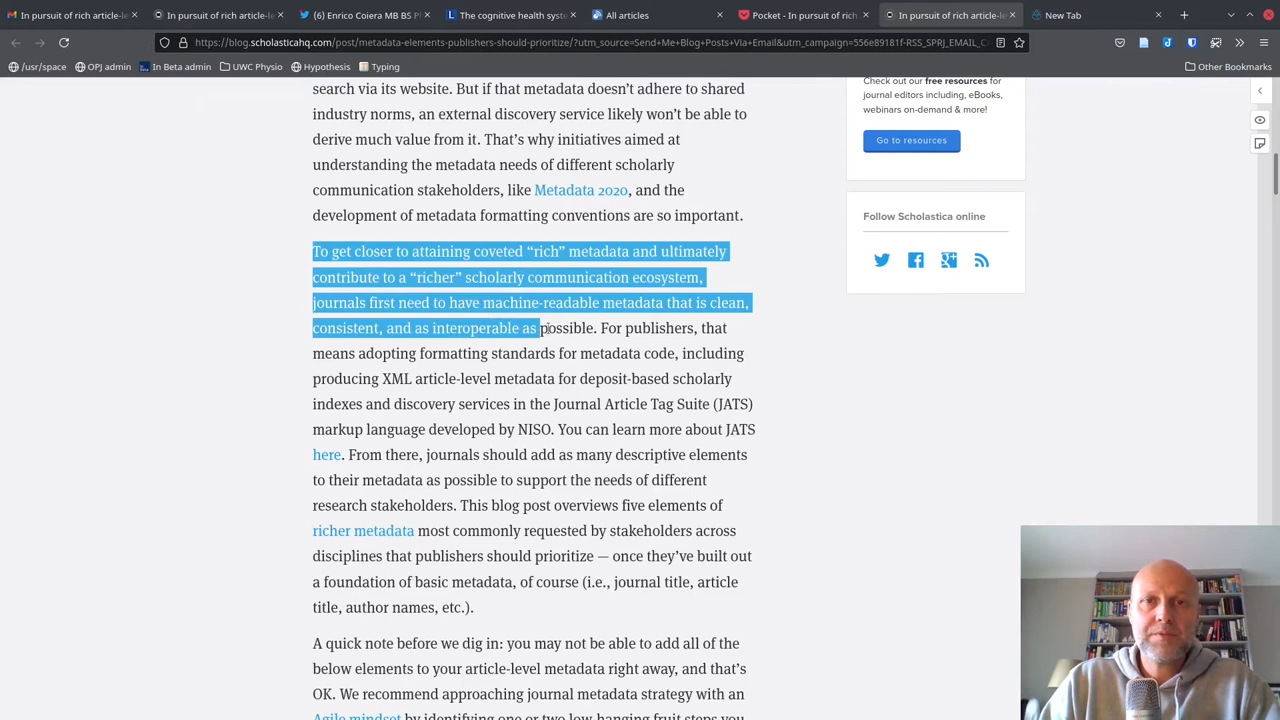 In pursuit of rich article-le
In pursuit of rich article-le
(6) Enrico Coiera MB BS P
The cognitive health syste
All articles
Pocket - In pursuit of rich
In pursuit of rich article-le
New Tab
https://blog.scholasticahq.com/post/metadata-elements-publishers-should-prioritize/?utm_source=Send+Me+Blog+Posts+Via+Email&utm_campaign=556e89181f-RSS_SPRJ_EMAIL_C
/usr/space
OPJ admin
In Beta admin
UWC Physio
Hypothesis
Typing
Other Bookmarks
search via its website. But if that metadata doesn’t adhere to shared
industry norms, an external discovery service likely won’t be able to
derive much value from it. That’s why initiatives aimed at
understanding the metadata needs of different scholarly
communication stakeholders, like Metadata 2020, and the
development of metadata formatting conventions are so important.
To get closer to attaining coveted “rich” metadata and ultimately
contribute to a “richer” scholarly communication ecosystem,
journals first need to have machine-readable metadata that is clean,
consistent, and as interoperable as possible. For publishers, that
means adopting formatting standards for metadata code, including
producing XML article-level metadata for deposit-based scholarly
indexes and discovery services in the Journal Article Tag Suite (JATS)
markup language developed by NISO. You can learn more about JATS
here. From there, journals should add as many descriptive elements
to their metadata as possible to support the needs of different
research stakeholders. This blog post overviews five elements of
richer metadata most commonly requested by stakeholders across
disciplines that publishers should prioritize — once they’ve built out
a foundation of basic metadata, of course (i.e., journal title, article
title, author names, etc.).
A quick note before we dig in: you may not be able to add all of the
below elements to your article-level metadata right away, and that’s
OK. We recommend approaching journal metadata strategy with an
Agile mindset by identifying one or two low-hanging fruit steps you
Check out our free resources for
journal editors including, eBooks,
webinars on-demand & more!
Go to resources
Follow Scholastica online